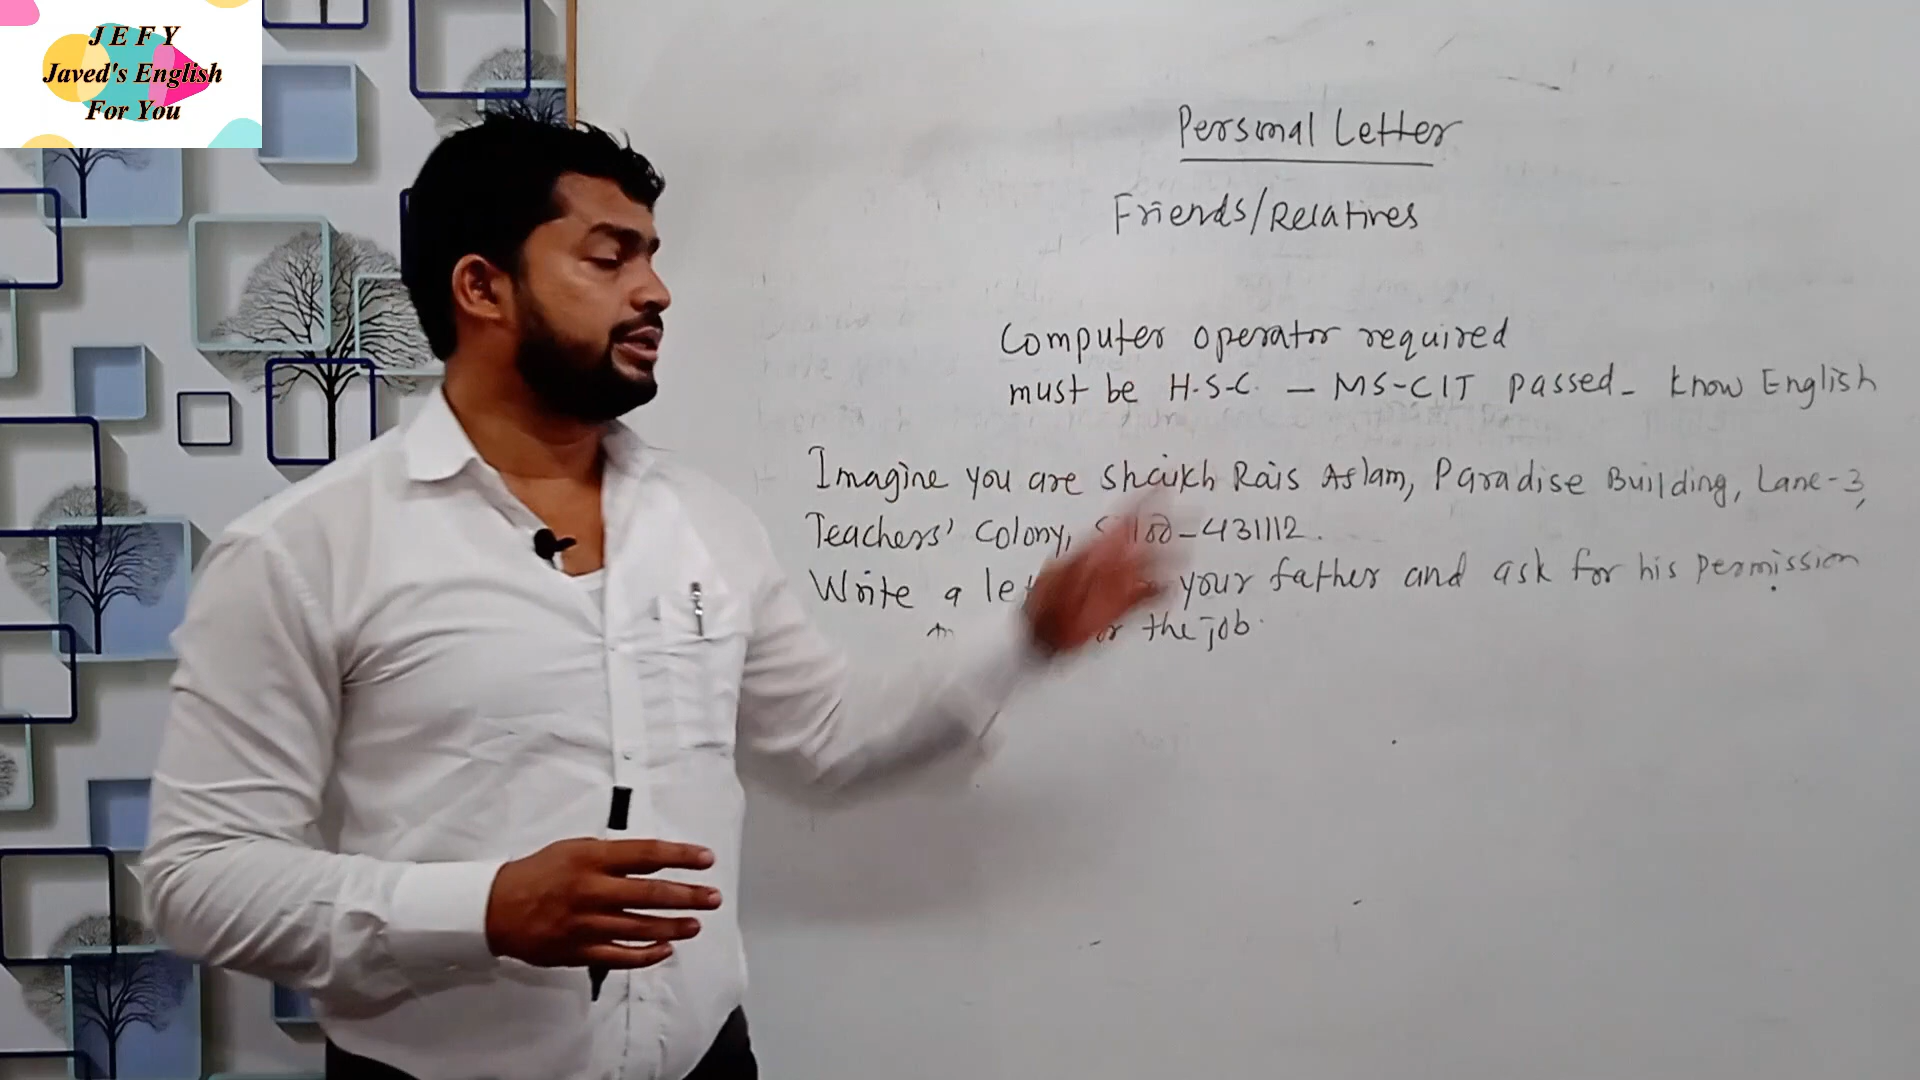 J E F Y
Javed's English
For You
Personal Letter
Friends/Relatives
Computer operator required
must be H.S.C. – MS-CIT passed – know English
Imagine you are Shaikh Rais Aslam, Paradise Building, Lane-3,
Teachers' Colony, -431112.
Write a your father and ask for his permission
the job.